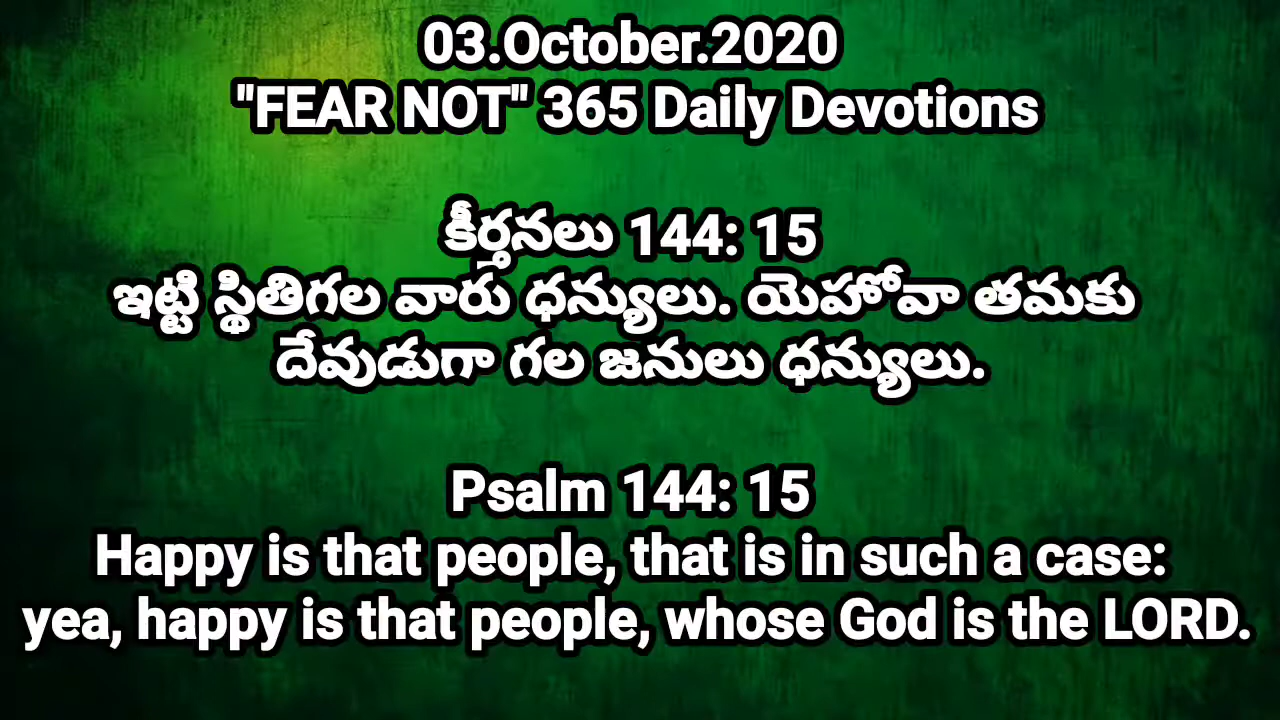 03.October.2020
"FEAR NOT" 365 Daily Devotions
కీర్తనలు 144: 15
ఇట్టి స్థితిగల వారు ధన్యులు. యెహోవా తమకు
దేవుడుగా గల జనులు ధన్యులు.
Psalm 144: 15
Happy is that people, that is in such a case:
yea, happy is that people, whose God is the LORD.